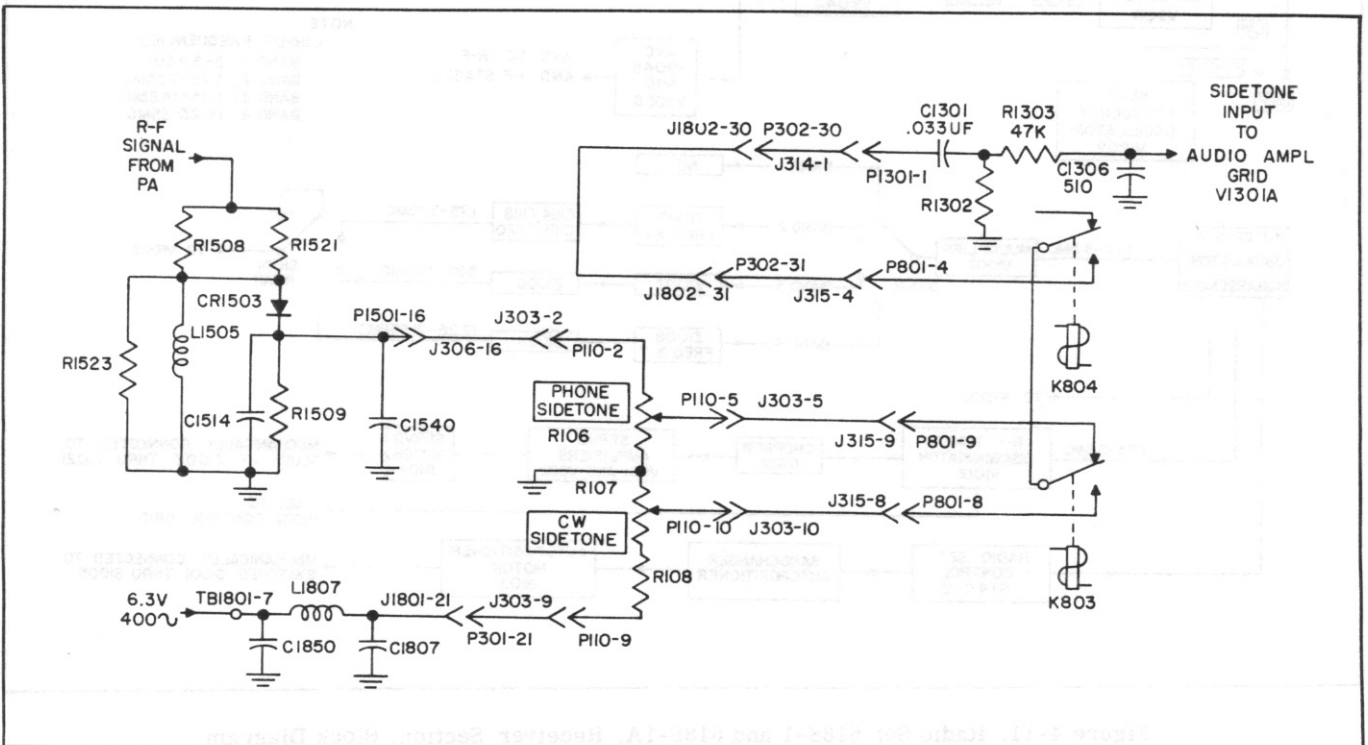 R-F
SIGNAL
FROM
PA
R1508
R1521
CR1503
L1505
R1523
C1514
R1509
P1501-16
J306-16
C1540
J303-2
P110-2
PHONE
SIDETONE
R106
R107
CW
SIDETONE
R108
P110-5
J303-5
J315-9
P801-9
P110-10
J303-10
J315-8
P801-8
6.3V
400~
TB1801-7
L1807
C1850
C1807
J1801-21
P301-21
J303-9
P110-9
J1802-30
P302-30
J314-1
P1301-1
C1301
.033UF
R1303
47K
R1302
C1306
510
SIDETONE
INPUT
TO
AUDIO AMPL
GRID
V1301A
J1802-31
P302-31
J315-4
P801-4
K804
K803